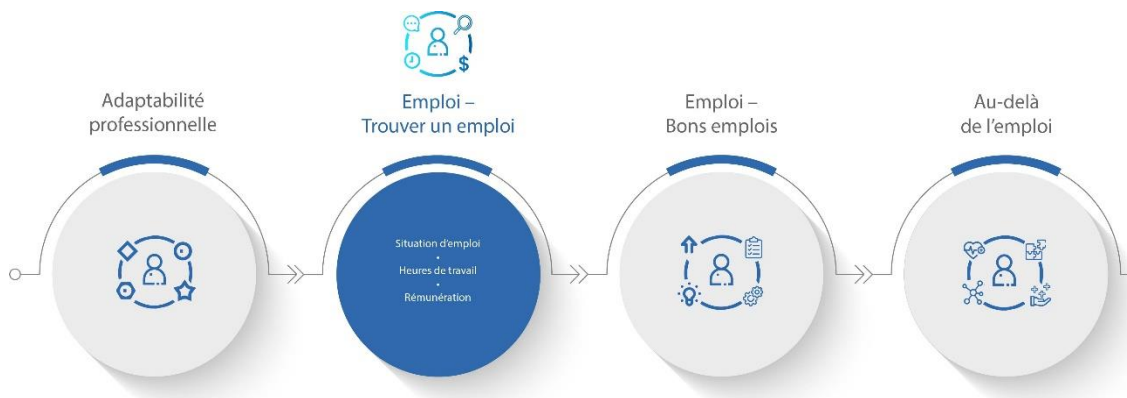 Adaptabilité
professionnelle
Emploi –
Trouver un emploi
Situation d'emploi
•
Heures de travail
•
Rémunération
Emploi –
Bons emplois
Au-delà
de l'emploi
$